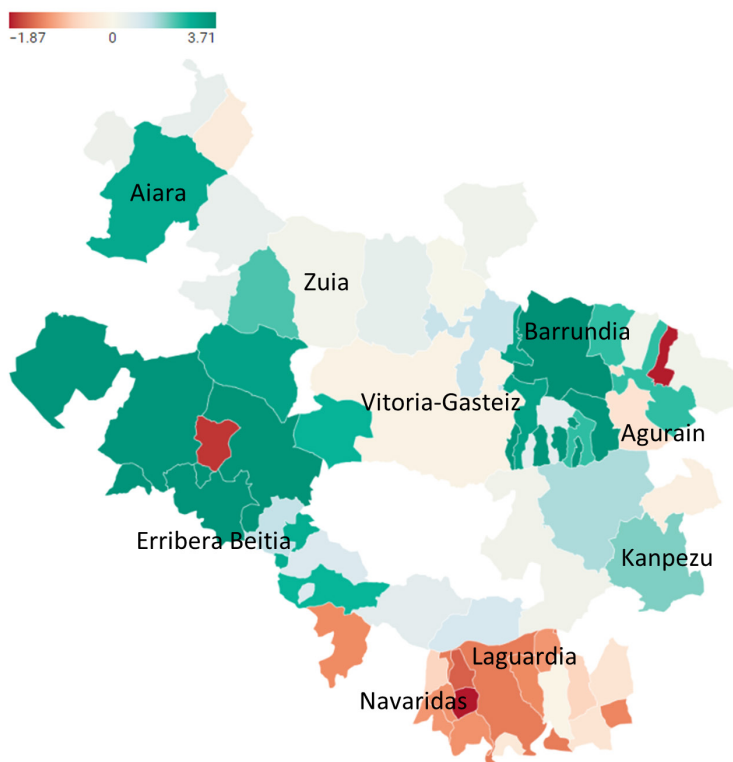 −1.87 0 3.71
Aiara
Zuia
Barrundia
Vitoria-Gasteiz
Agurain
Erribera Beitia
Kanpezu
Laguardia
Navaridas